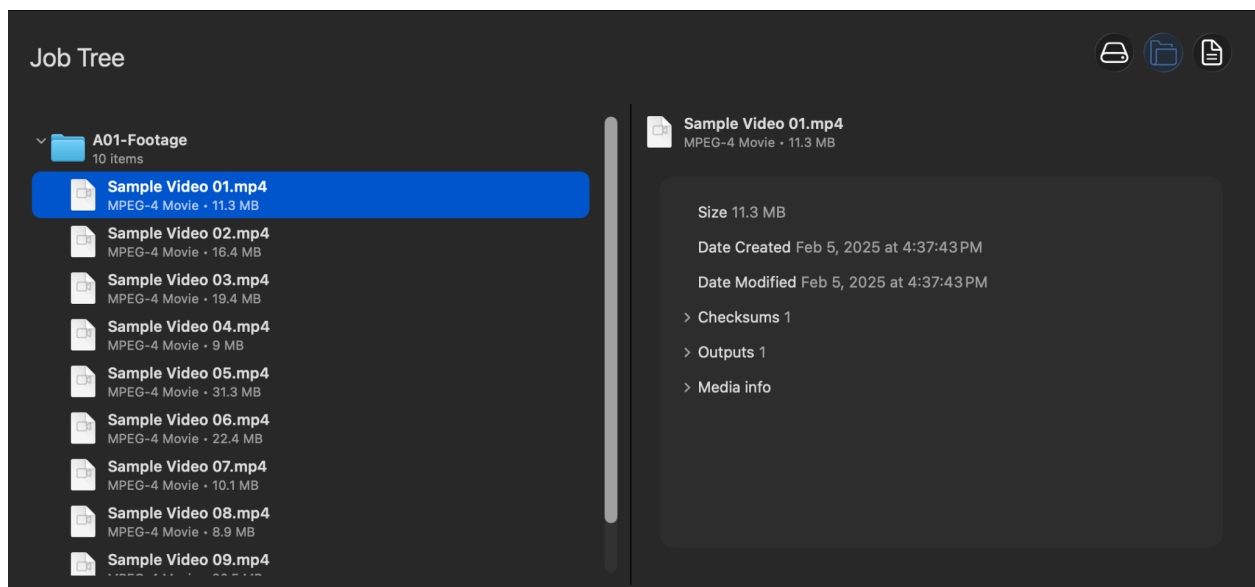 Job Tree
A01-Footage
10 items
Sample Video 01.mp4
MPEG-4 Movie • 11.3 MB
Sample Video 02.mp4
MPEG-4 Movie • 16.4 MB
Sample Video 03.mp4
MPEG-4 Movie • 19.4 MB
Sample Video 04.mp4
MPEG-4 Movie • 9 MB
Sample Video 05.mp4
MPEG-4 Movie • 31.3 MB
Sample Video 06.mp4
MPEG-4 Movie • 22.4 MB
Sample Video 07.mp4
MPEG-4 Movie • 10.1 MB
Sample Video 08.mp4
MPEG-4 Movie • 8.9 MB
Sample Video 09.mp4
Sample Video 01.mp4
MPEG-4 Movie • 11.3 MB
Size 11.3 MB
Date Created Feb 5, 2025 at 4:37:43 PM
Date Modified Feb 5, 2025 at 4:37:43 PM
Checksums 1
Outputs 1
Media info